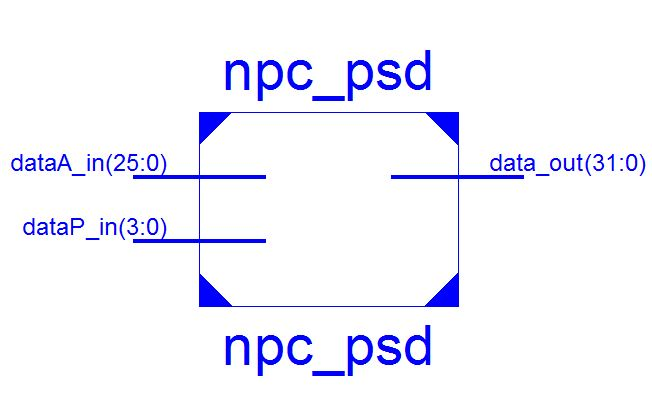 npc_psd
dataA_in(25:0)
data_out(31:0)
dataP_in(3:0)
npc_psd